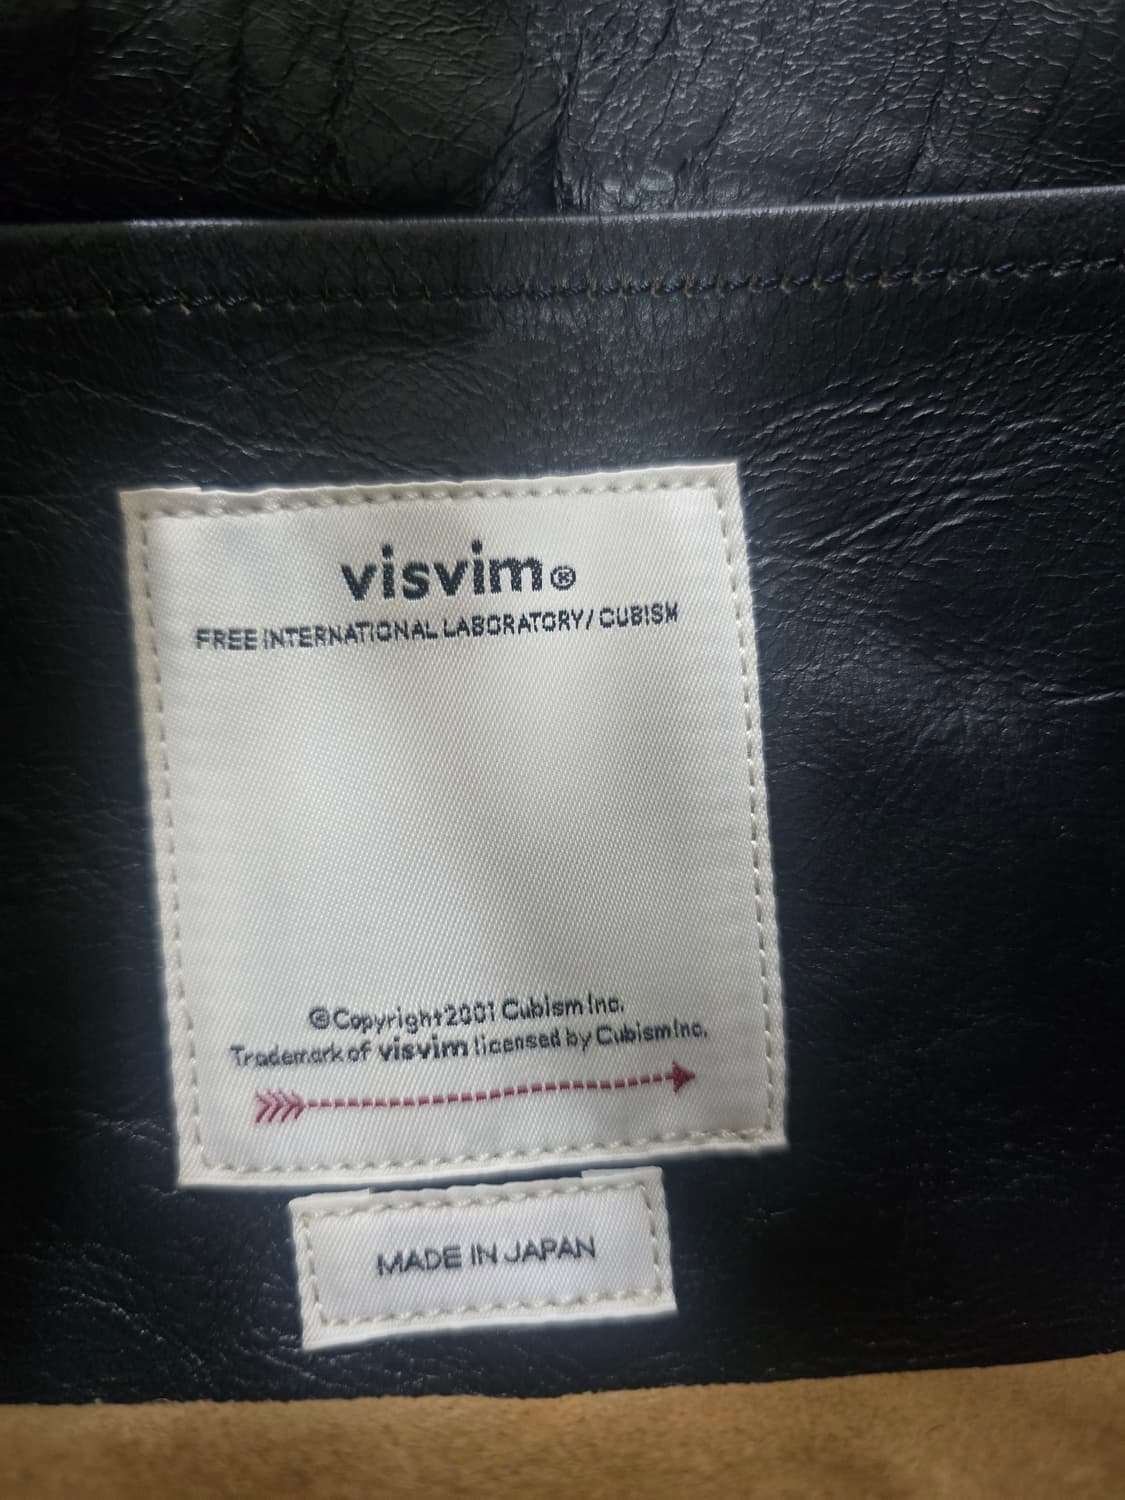 visvim®
FREE INTERNATIONAL LABORATORY/CUBISM
©Copyright 2001 Cubism Inc.
Trademark of visvim licensed by Cubism Inc.
MADE IN JAPAN